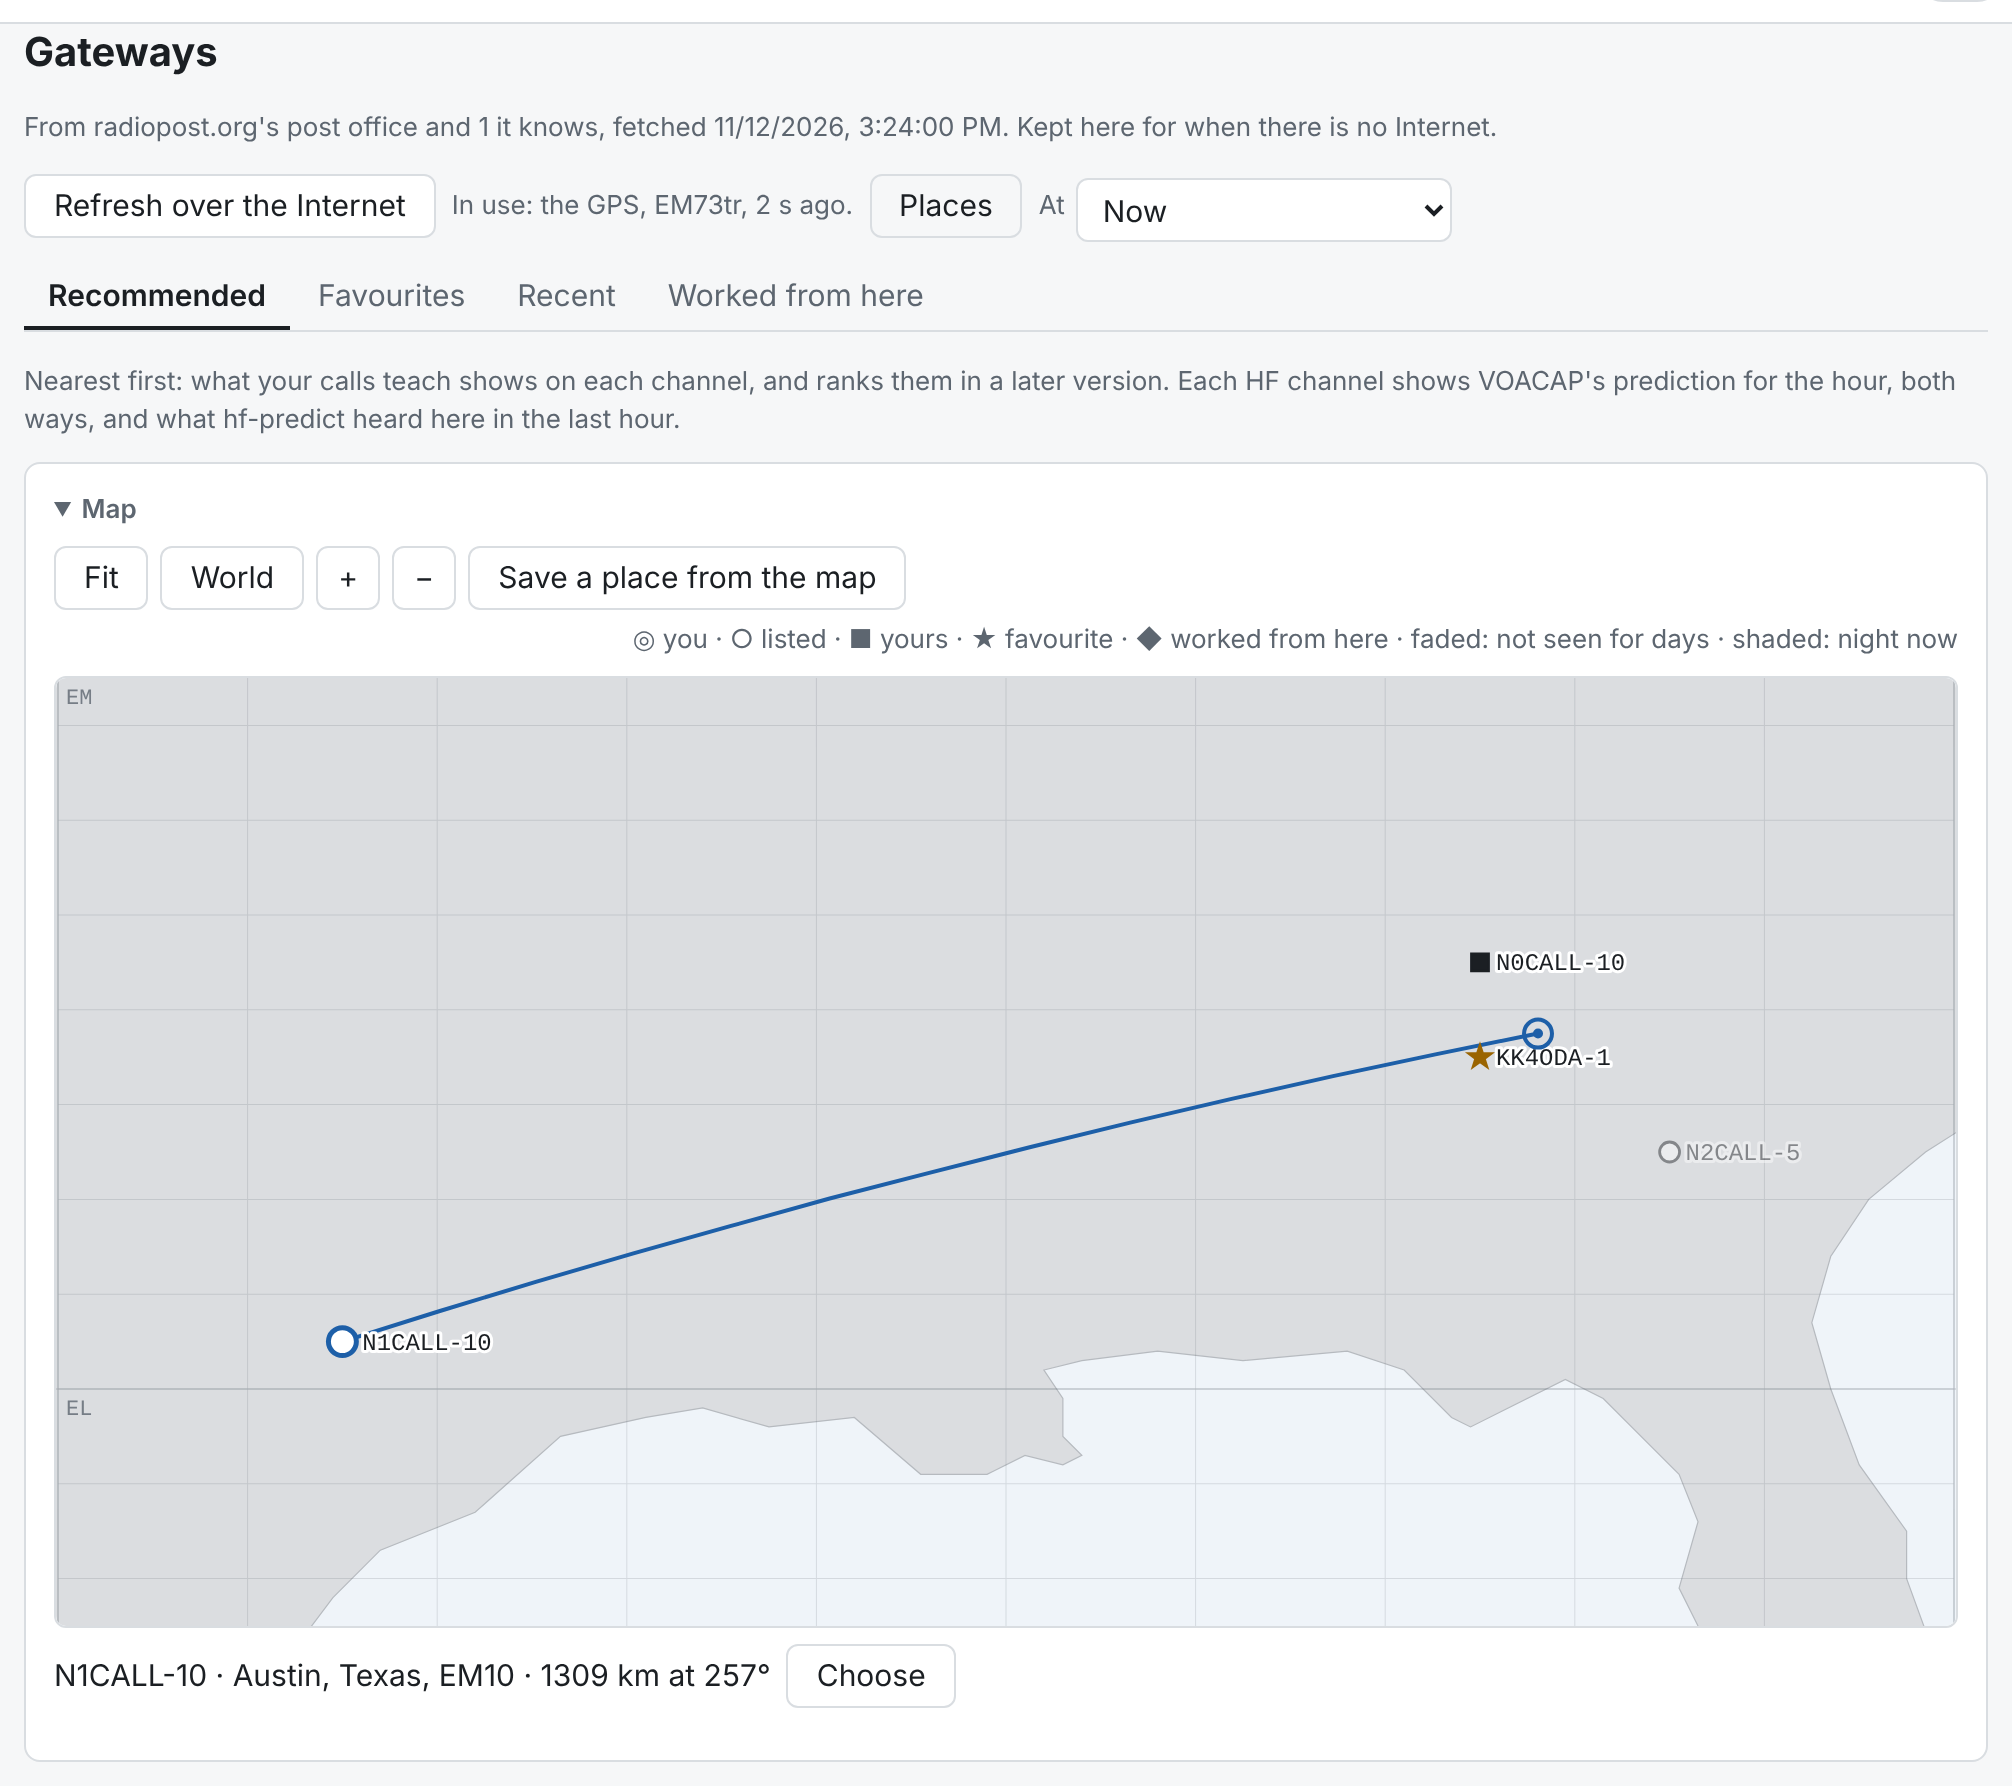 Gateways
From radiopost.org's post office and 1 it knows, fetched 11/12/2026, 3:24:00 PM. Kept here for when there is no Internet.
Refresh over the Internet In use: the GPS, EM73tr, 2 s ago. Places At Now
Recommended Favourites Recent Worked from here
Nearest first: what your calls teach shows on each channel, and ranks them in a later version. Each HF channel shows VOACAP's prediction for the hour, both
ways, and what hf-predict heard here in the last hour.
▼ Map
Fit World + − Save a place from the map
◎ you · ○ listed · ■ yours · ★ favourite · ◆ worked from here · faded: not seen for days · shaded: night now
EM
N0CALL-10
KK4ODA-1
N2CALL-5
N1CALL-10
EL
N1CALL-10 · Austin, Texas, EM10 · 1309 km at 257° Choose